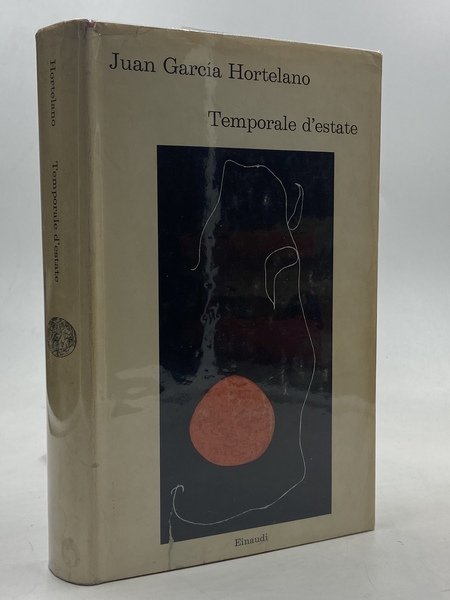 Juan García Hortelano
Temporale d'estate
Einaudi
Hortelano
Temporale d'estate